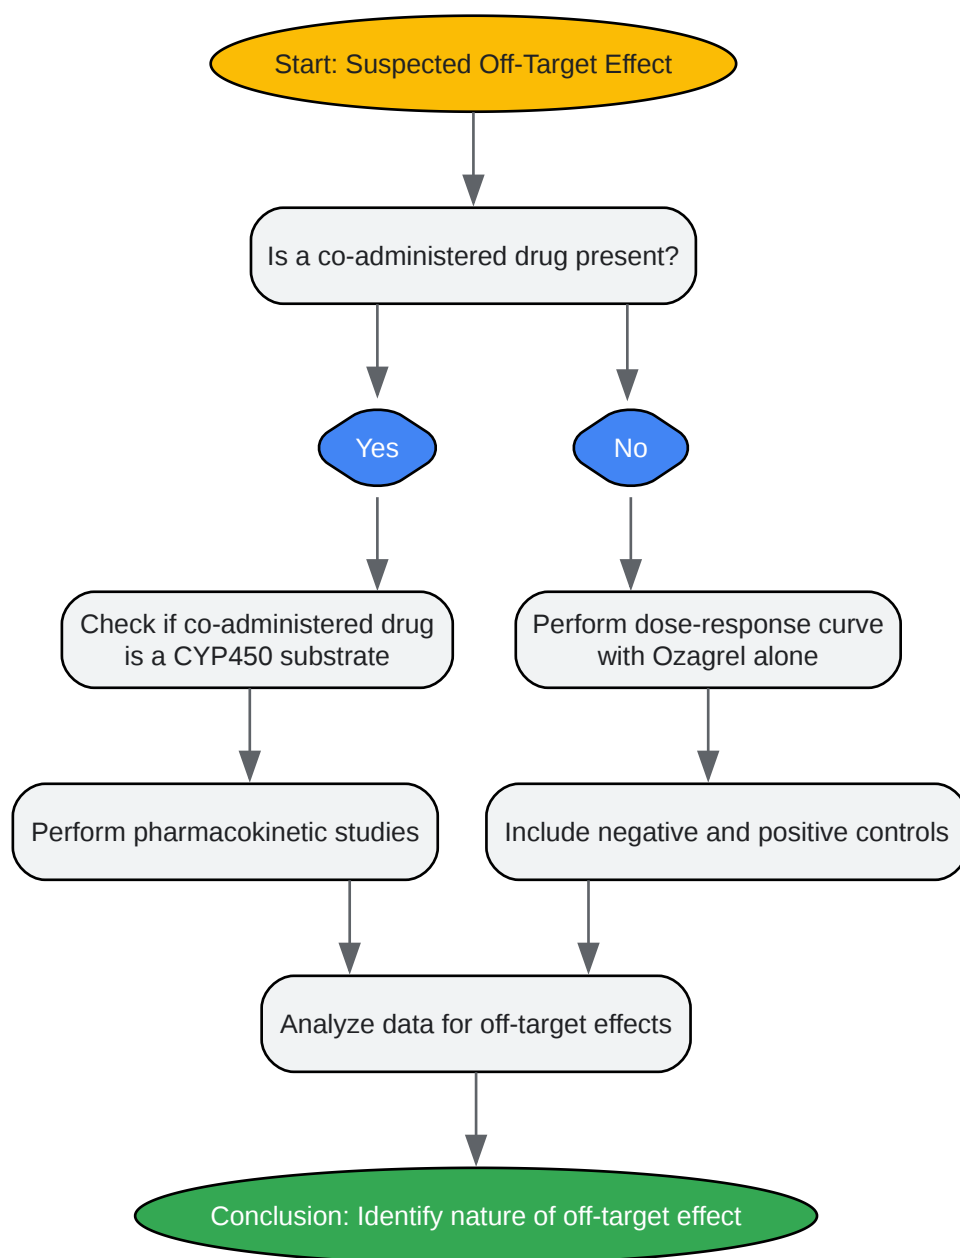 Start: Suspected Off-Target Effect
Is a co-administered drug present?
Yes
No
Check if co-administered drug
is a CYP450 substrate
Perform dose-response curve
with Ozagrel alone
Perform pharmacokinetic studies
Include negative and positive controls
Analyze data for off-target effects
Conclusion: Identify nature of off-target effect